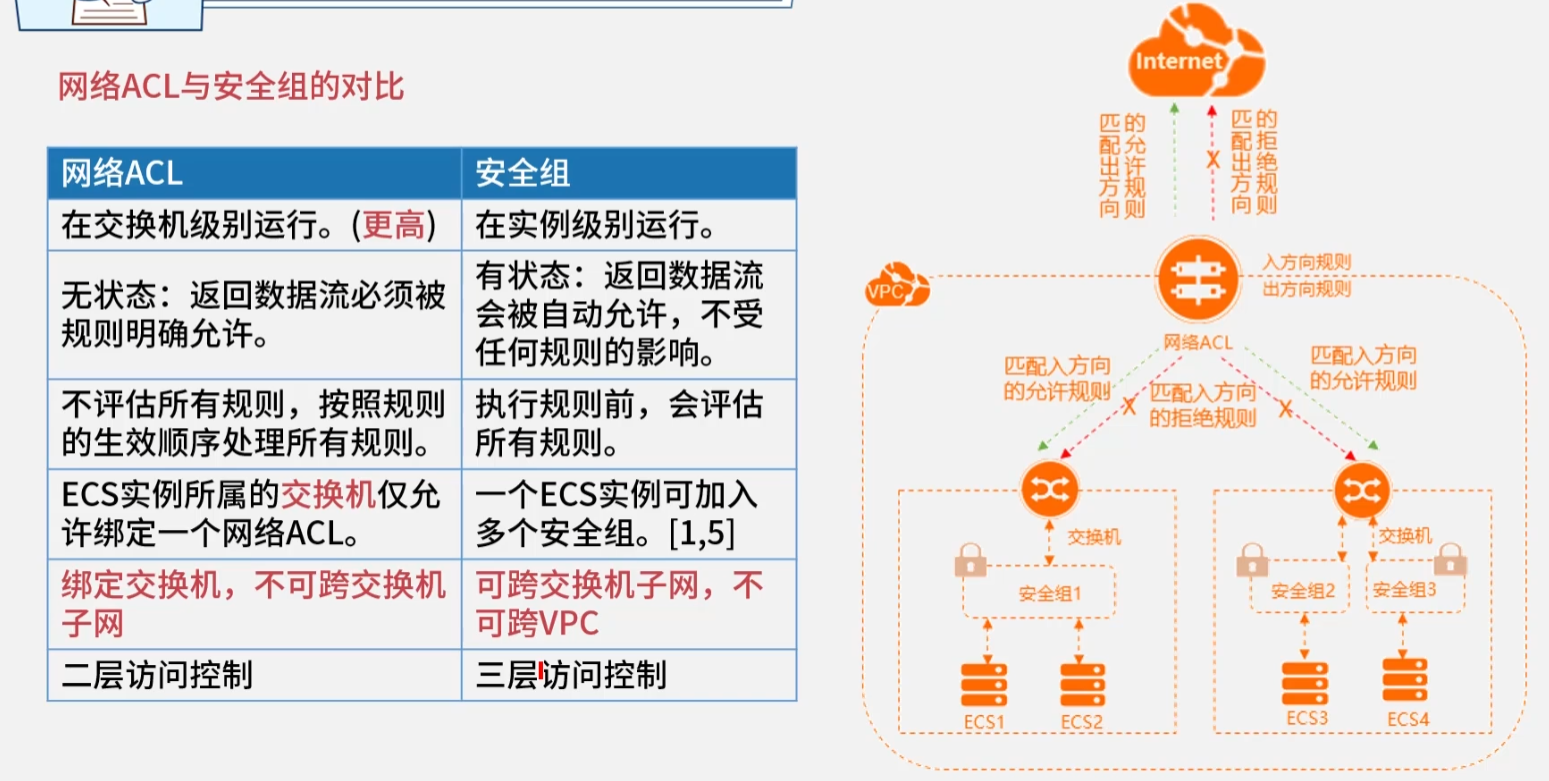 网络ACL与安全组的对比
网络ACL
安全组
在交换机级别运行。(更高)
在实例级别运行。
无状态：返回数据流必须被
规则明确允许。
有状态：返回数据流
会被自动允许，不受
任何规则的影响。
不评估所有规则，按照规则
的生效顺序处理所有规则。
执行规则前，会评估
所有规则。
ECS实例所属的交换机仅允
许绑定一个网络ACL。
一个ECS实例可加入
多个安全组。[1,5]
绑定交换机，不可跨交换机
子网
可跨交换机子网，不
可跨VPC
二层访问控制
三层访问控制
Internet
匹配出方向
的允许规则
X
匹配出方向
的拒绝规则
VPC
入方向规则
出方向规则
网络ACL
匹配入方向
的允许规则
X
匹配入方向
的拒绝规则
X
匹配入方向
的允许规则
交换机
交换机
安全组1
安全组2
安全组3
ECS1
ECS2
ECS3
ECS4